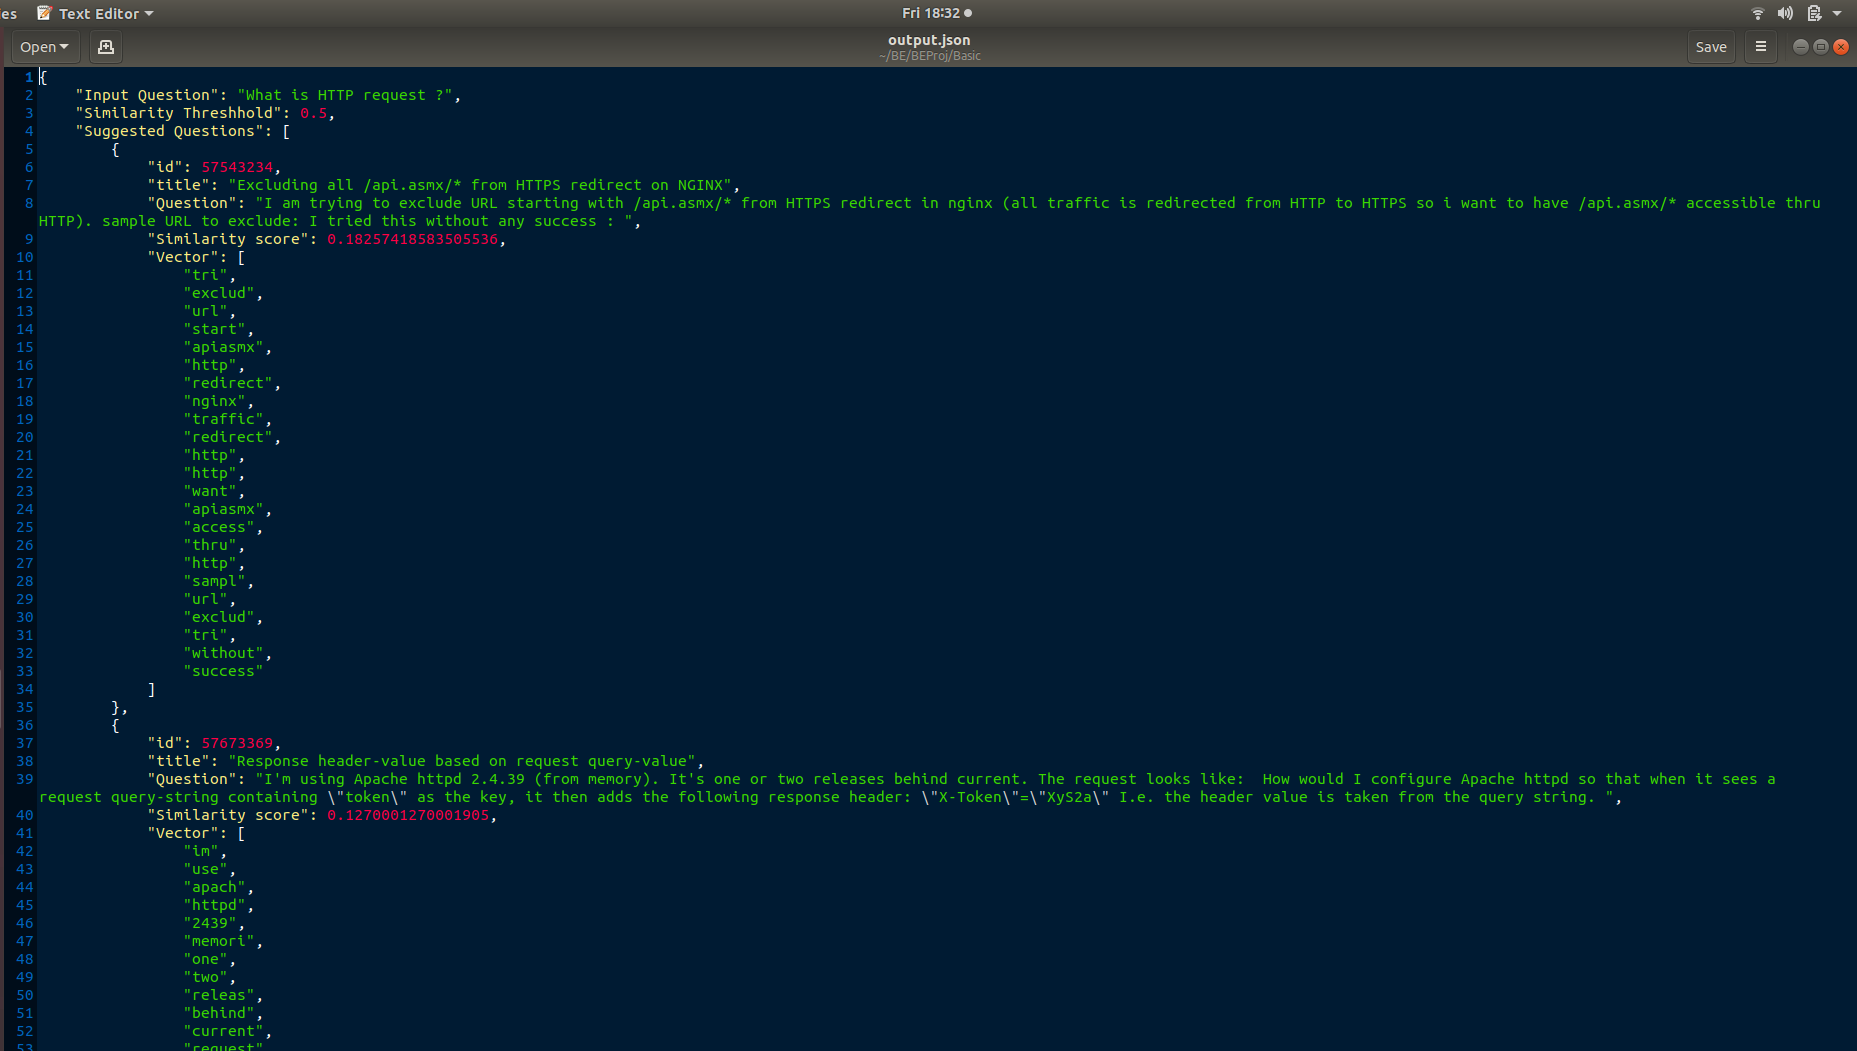 ies Text Editor Fri 18:32
Open output.json Save
~/BE/BEProj/Basic
1 {
2 "Input Question": "What is HTTP request ?",
3 "Similarity Threshhold": 0.5,
4 "Suggested Questions": [
5 {
6 "id": 57543234,
7 "title": "Excluding all /api.asmx/* from HTTPS redirect on NGINX",
8 "Question": "I am trying to exclude URL starting with /api.asmx/* from HTTPS redirect in nginx (all traffic is redirected from HTTP to HTTPS so i want to have /api.asmx/* accessible thru
HTTP). sample URL to exclude: I tried this without any success : ",
9 "Similarity score": 0.18257418583505536,
10 "Vector": [
11 "tri",
12 "exclud",
13 "url",
14 "start",
15 "apiasmx",
16 "http",
17 "redirect",
18 "nginx",
19 "traffic",
20 "redirect",
21 "http",
22 "http",
23 "want",
24 "apiasmx",
25 "access",
26 "thru",
27 "http",
28 "sampl",
29 "url",
30 "exclud",
31 "tri",
32 "without",
33 "success"
34 ]
35 },
36 {
37 "id": 57673369,
38 "title": "Response header-value based on request query-value",
39 "Question": "I'm using Apache httpd 2.4.39 (from memory). It's one or two releases behind current. The request looks like:  How would I configure Apache httpd so that when it sees a
request query-string containing \"token\" as the key, it then adds the following response header: \"X-Token\"=\"XyS2a\" I.e. the header value is taken from the query string. ",
40 "Similarity score": 0.1270001270001905,
41 "Vector": [
42 "im",
43 "use",
44 "apach",
45 "httpd",
46 "2439",
47 "memori",
48 "one",
49 "two",
50 "releas",
51 "behind",
52 "current",
53 "request"